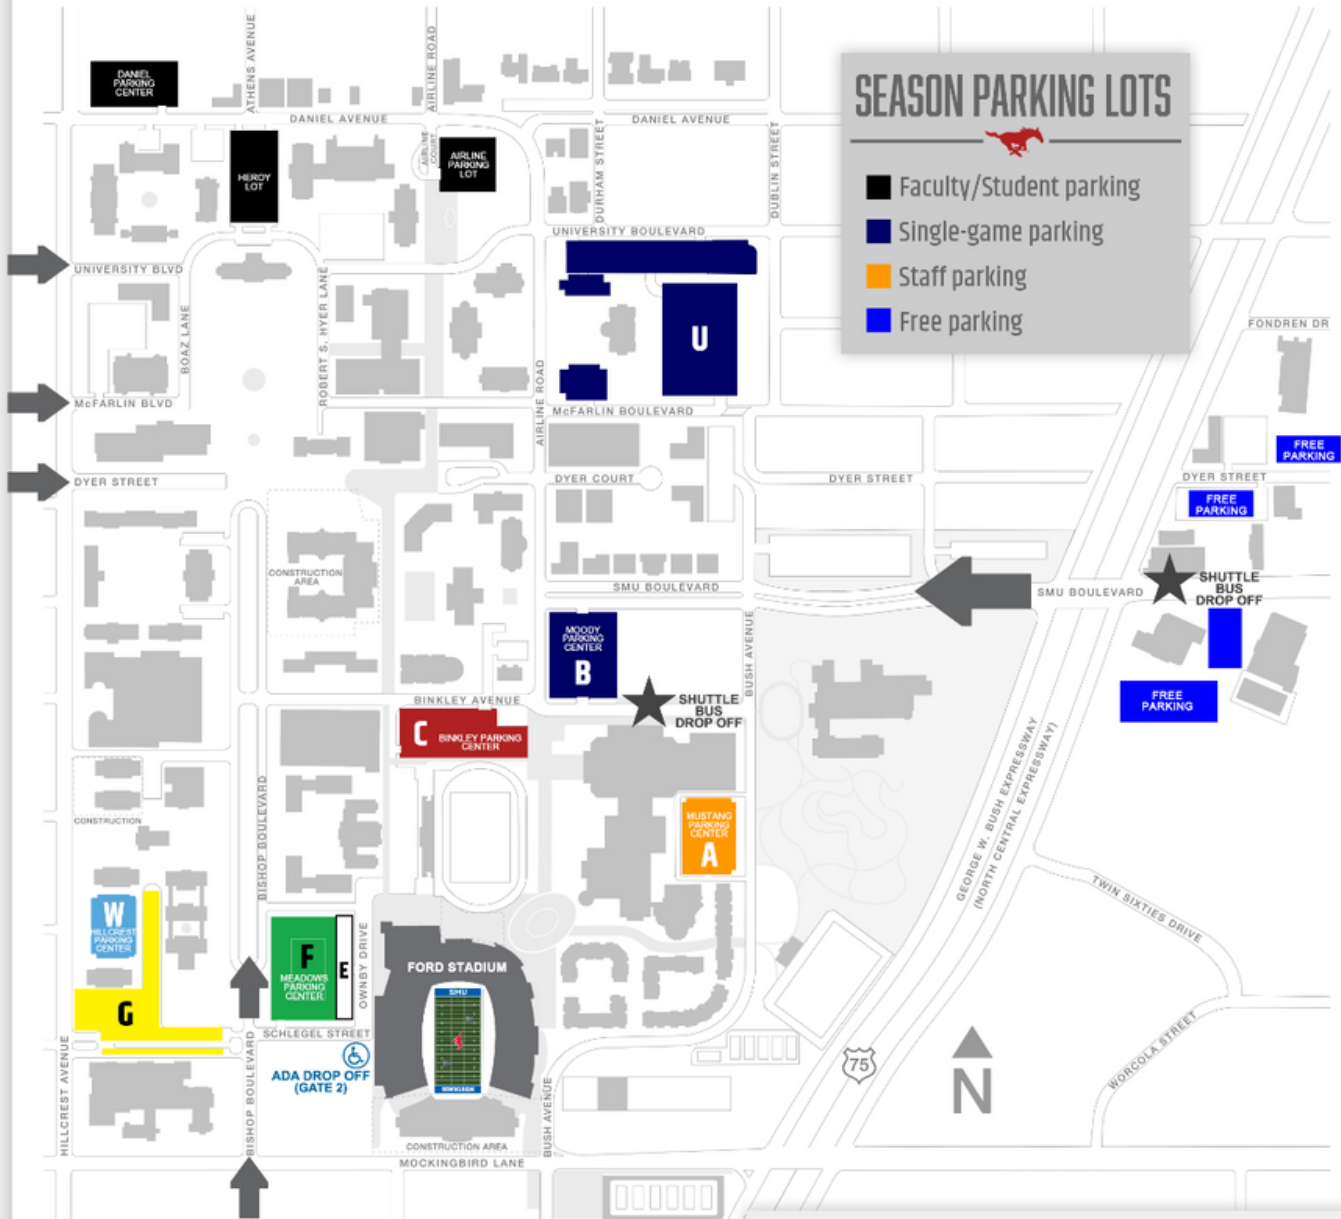 SEASON PARKING LOTS
Faculty/Student parking
Single-game parking
Staff parking
Free parking
ATHENS AVENUE
AIRLINE ROAD
DANIEL
PARKING
CENTER
DANIEL AVENUE
DANIEL AVENUE
AIRLINE
COURT
AIRLINE
PARKING
LOT
DURHAM STREET
DUBLIN STREET
HEROY
LOT
UNIVERSITY BOULEVARD
UNIVERSITY BLVD
BOAZ LANE
ROBERT S. HYER LANE
U
FONDREN DR
AIRLINE ROAD
McFARLIN BLVD
McFARLIN BOULEVARD
FREE
PARKING
DYER STREET
DYER COURT
DYER STREET
DYER STREET
FREE
PARKING
CONSTRUCTION
AREA
SMU BOULEVARD
SMU BOULEVARD
SHUTTLE
BUS
DROP OFF
MOODY
PARKING
CENTER
B
BUSH AVENUE
SHUTTLE
BUS
DROP OFF
FREE
PARKING
BINKLEY AVENUE
C
BINKLEY PARKING
CENTER
GEORGE W. BUSH EXPRESSWAY
(NORTH CENTRAL EXPRESSWAY)
CONSTRUCTION
BISHOP BOULEVARD
MUSTANG
PARKING
CENTER
A
TWIN SIXTIES DRIVE
W
HILLCREST
PARKING
CENTER
F
MEADOWS
PARKING
CENTER
E
OWNBY DRIVE
FORD STADIUM
SMU
G
SCHLEGEL STREET
ADA DROP OFF
(GATE 2)
HILLCREST AVENUE
BISHOP BOULEVARD
BUSH AVENUE
75
N
WORCOLA STREET
CONSTRUCTION AREA
MOCKINGBIRD LANE